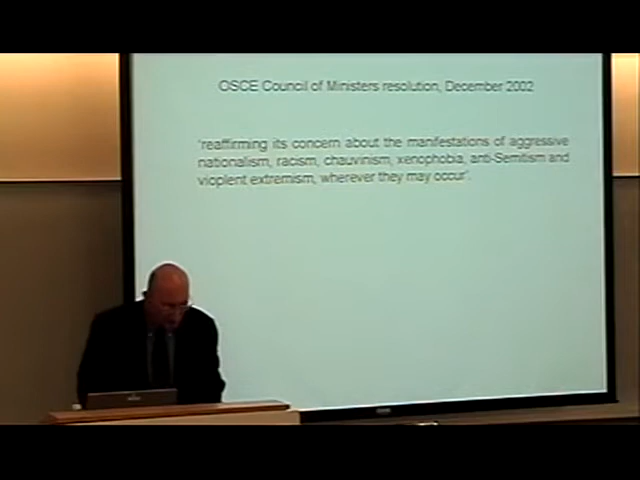 OSCE Council of Ministers resolution, December 2002
'reaffirming its concern about the manifestations of aggressive
nationalism, racism, chauvinism, xenophobia, anti-Semitism and
vioplent extremism, wherever they may occur'.